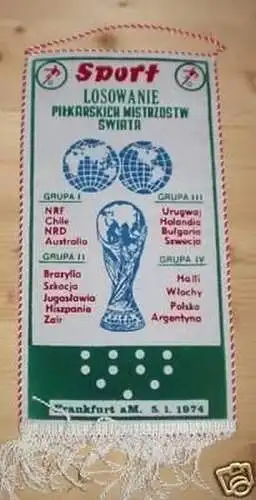 Sport
LOSOWANIE
PIŁKARSKICH MISTRZOSTW
ŚWIATA
GRUPA I
NRF
Chile
NRD
Australia
GRUPA III
Urugwaj
Holandia
Bułgaria
Szwecja
GRUPA II
Brazylia
Szkocja
Jugosławia
Hiszpania
Zair
GRUPA IV
Haiti
Włochy
Polska
Argentyna
Frankfurt aM. 5. 1. 1974